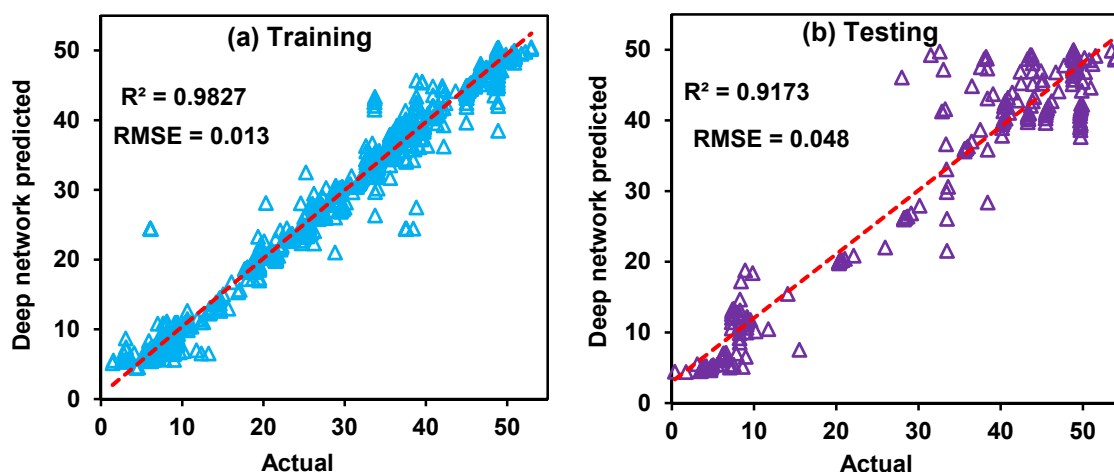 (a) Training
R² = 0.9827
RMSE = 0.013
Deep network predicted
50
40
30
20
10
0
0 10 20 30 40 50
Actual
(b) Testing
R² = 0.9173
RMSE = 0.048
Deep network predicted
50
40
30
20
10
0
0 10 20 30 40 50
Actual